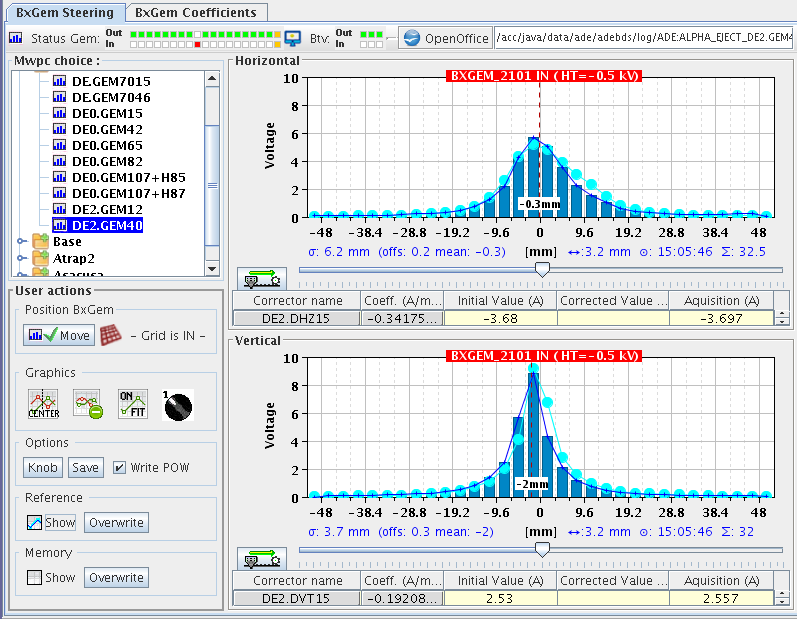 BxGem Steering BxGem Coefficients
Status Gem: Out In Btv: Out In OpenOffice /acc/java/data/ade/adebds/log/ADE:ALPHA_EJECT_DE2.GEM4
Mwpc choice :
DE.GEM7015
DE.GEM7046
DE0.GEM15
DE0.GEM42
DE0.GEM65
DE0.GEM82
DE0.GEM107+H85
DE0.GEM107+H87
DE2.GEM12
DE2.GEM40
Base
Atrap2
Asacusa
User actions
Position BxGem
Move - Grid is IN -
Graphics
CENTER ON FIT 1
Options
Knob Save Write POW
Reference
Show Overwrite
Memory
Show Overwrite
Horizontal
BXGEM_2101 IN ( HT=-0.5 kV)
Voltage
10
8
6
4
2
0
-0.3mm
-48 -38.4 -28.8 -19.2 -9.6 0 9.6 19.2 28.8 38.4 48
σ: 6.2 mm (offs: 0.2 mean: -0.3) [mm] ↔:3.2 mm ⊙: 15:05:46 Σ: 32.5
Corrector name Coeff. (A/m... Initial Value (A) Corrected Value ... Aquisition (A)
DE2.DHZ15 -0.34175... -3.68 -3.697
Vertical
BXGEM_2101 IN ( HT=-0.5 kV)
Voltage
10
8
6
4
2
0
-2mm
-48 -38.4 -28.8 -19.2 -9.6 0 9.6 19.2 28.8 38.4 48
σ: 3.7 mm (offs: 0.3 mean: -2) [mm] ↔:3.2 mm ⊙: 15:05:46 Σ: 32
Corrector name Coeff. (A/m... Initial Value (A) Corrected Value ... Aquisition (A)
DE2.DVT15 -0.19208... 2.53 2.557